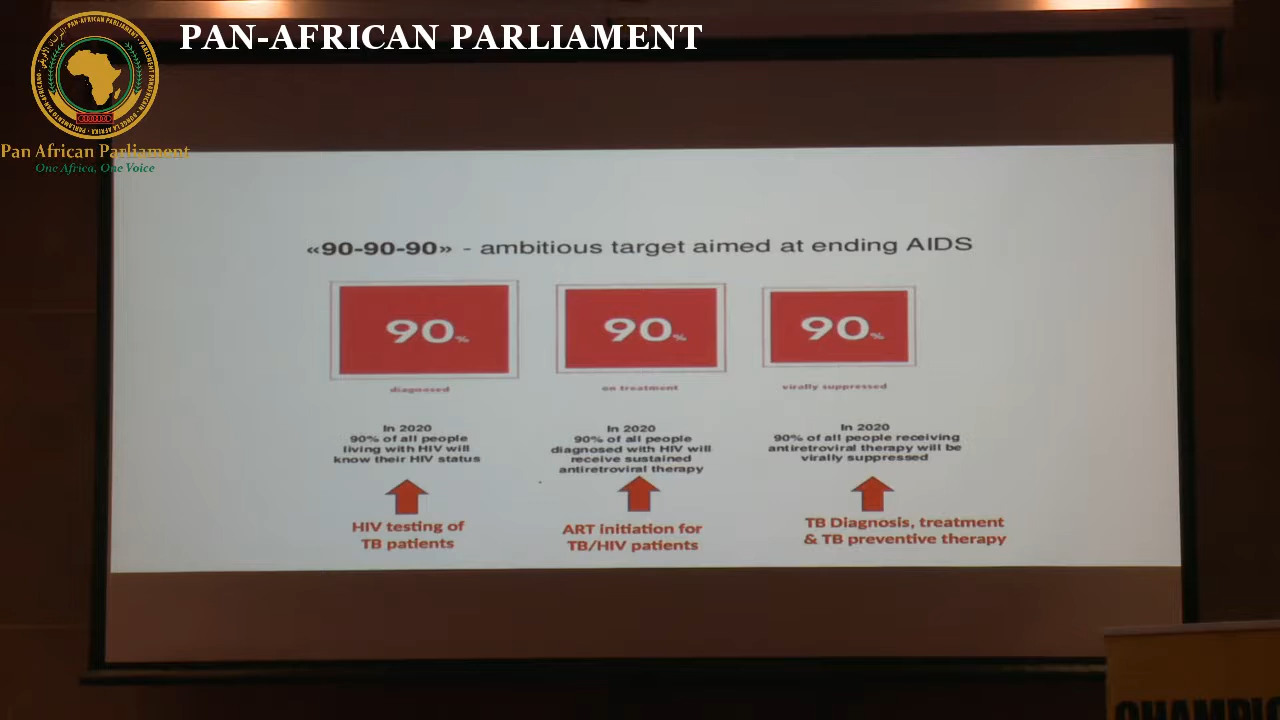 PAN-AFRICAN PARLIAMENT
Pan African Parliament
One Africa, One Voice
«90-90-90» - ambitious target aimed at ending AIDS
90%
90%
90%
diagnosed
on treatment
virally suppressed
In 2020
90% of all people
living with HIV will
know their HIV status
In 2020
90% of all people
diagnosed with HIV will
receive sustained
antiretroviral therapy
In 2020
90% of all people receiving
antiretroviral therapy will be
virally suppressed
HIV testing of
TB patients
ART initiation for
TB/HIV patients
TB Diagnosis, treatment
& TB preventive therapy